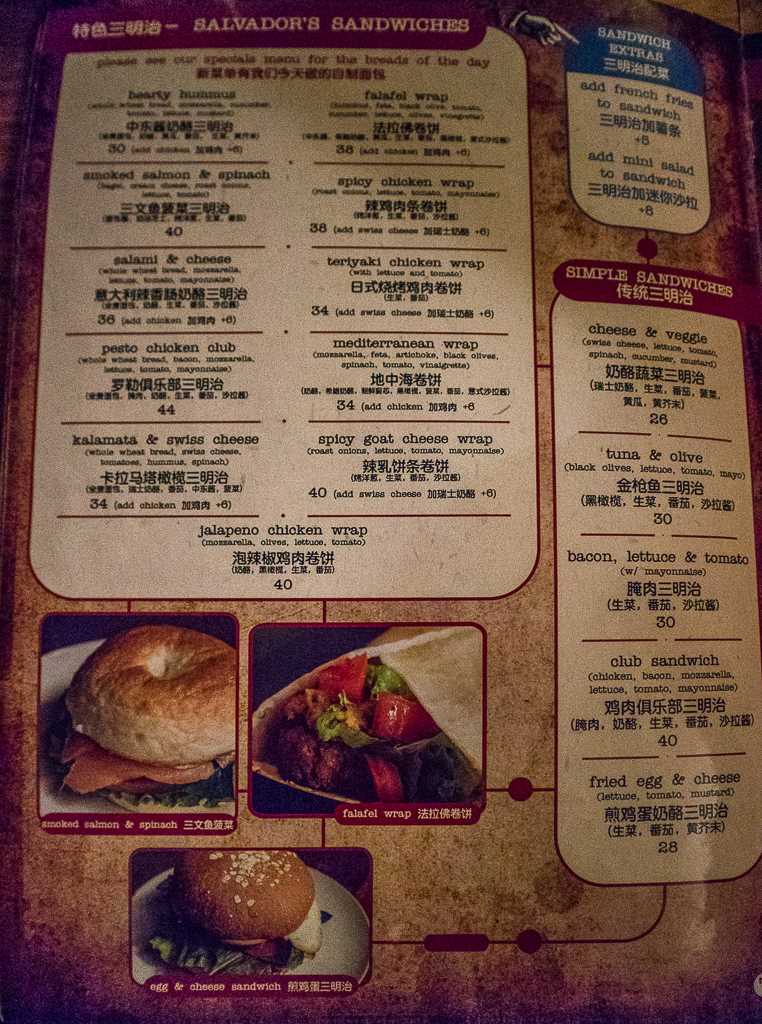 特色三明治一 SALVADOR'S SANDWICHES
please see our specials menu for the breads of the day
新菜单有我们今天做的自制面包
hearty hummus
(whole wheat bread, mozzarella, cucumber,
tomato, lettuce, mustard)
中东酱奶酪三明治
30 (add chicken 加鸡肉 +6)
smoked salmon & spinach
(bagel, cream cheese, roast onions,
lettuce, tomato)
三文鱼菠菜三明治
40
salami & cheese
(whole wheat bread, mozzarella,
lettuce, tomato, mayonnaise)
意大利辣香肠奶酪三明治
(全麦面包, 奶酪, 生菜, 番茄, 沙拉酱)
36 (add chicken 加鸡肉 +6)
pesto chicken club
(whole wheat bread, bacon, mozzarella,
lettuce, tomato, mayonnaise)
罗勒俱乐部三明治
(全麦面包, 腌肉, 奶酪, 生菜, 番茄, 沙拉酱)
44
kalamata & swiss cheese
(whole wheat bread, swiss cheese,
tomatoes, hummus, spinach)
卡拉马塔橄榄三明治
(全麦面包, 瑞士奶酪, 番茄, 中东酱, 菠菜)
34 (add chicken 加鸡肉 +6)
falafel wrap
(hummus, feta, black olive, tomato,
cucumber, lettuce, olives, vinaigrette)
法拉佛卷饼
38 (add chicken 加鸡肉 +6)
spicy chicken wrap
(roast onions, lettuce, tomato, mayonnaise)
辣鸡肉条卷饼
(烤洋葱, 生菜, 番茄, 沙拉酱)
38 (add swiss cheese 加瑞士奶酪 +6)
teriyaki chicken wrap
(with lettuce and tomato)
日式烧烤鸡肉卷饼
(生菜, 番茄)
34 (add swiss cheese 加瑞士奶酪 +6)
mediterranean wrap
(mozzarella, feta, artichoke, black olives,
spinach, tomato, vinaigrette)
地中海卷饼
34 (add chicken 加鸡肉 +6
spicy goat cheese wrap
(roast onions, lettuce, tomato, mayonnaise)
辣乳饼条卷饼
(烤洋葱, 生菜, 番茄, 沙拉酱)
40 (add swiss cheese 加瑞士奶酪 +6)
jalapeno chicken wrap
(mozzarella, olives, lettuce, tomato)
泡辣椒鸡肉卷饼
(奶酪, 黑橄榄, 生菜, 番茄)
40
SANDWICH
EXTRAS
三明治配菜
add french fries
to sandwich
三明治加薯条
+6
add mini salad
to sandwich
三明治加迷你沙拉
+8
SIMPLE SANDWICHES
传统三明治
cheese & veggie
(swiss cheese, lettuce, tomato,
spinach, cucumber, mustard)
奶酪蔬菜三明治
(瑞士奶酪, 生菜, 番茄, 菠菜,
黄瓜, 黄芥末)
26
tuna & olive
(black olives, lettuce, tomato, mayo)
金枪鱼三明治
(黑橄榄, 生菜, 番茄, 沙拉酱)
30
bacon, lettuce & tomato
(w/ mayonnaise)
腌肉三明治
(生菜, 番茄, 沙拉酱)
30
club sandwich
(chicken, bacon, mozzarella,
lettuce, tomato, mayonnaise)
鸡肉俱乐部三明治
(腌肉, 奶酪, 生菜, 番茄, 沙拉酱)
40
fried egg & cheese
(lettuce, tomato, mustard)
煎鸡蛋奶酪三明治
(生菜, 番茄, 黄芥末)
28
smoked salmon & spinach 三文鱼菠菜
falafel wrap 法拉佛卷饼
egg & cheese sandwich 煎鸡蛋三明治